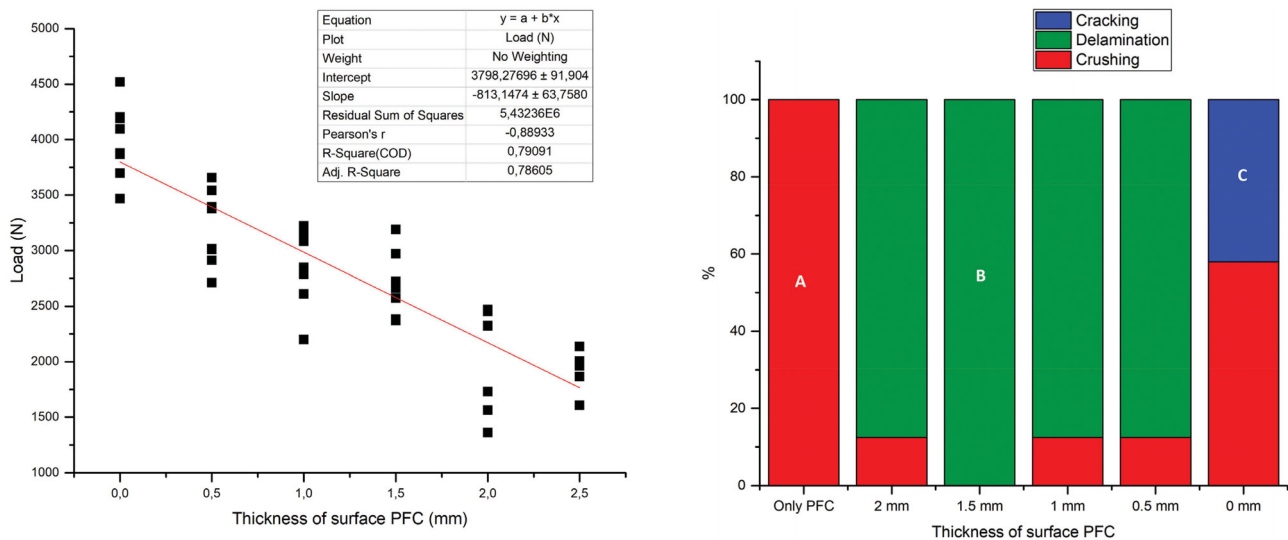 Equation y = a + b*x
Plot Load (N)
Weight No Weighting
Intercept 3798,27696 ± 91,904
Slope -813,1474 ± 63,7580
Residual Sum of Squares 5,43236E6
Pearson's r -0,88933
R-Square(COD) 0,79091
Adj. R-Square 0,78605
5000
4500
4000
3500
3000
2500
2000
1500
1000
Load (N)
0,0 0,5 1,0 1,5 2,0 2,5
Thickness of surface PFC (mm)
Cracking
Delamination
Crushing
100
80
60
40
20
0
%
A
B
C
Only PFC 2 mm 1.5 mm 1 mm 0.5 mm 0 mm
Thickness of surface PFC